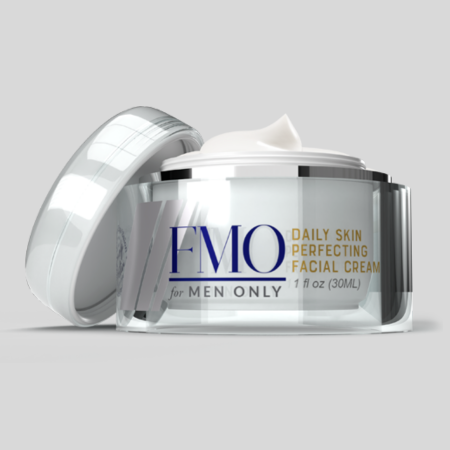 FMO
for MEN ONLY
DAILY SKIN
PERFECTING
FACIAL CREAM
1 fl oz (30ML)